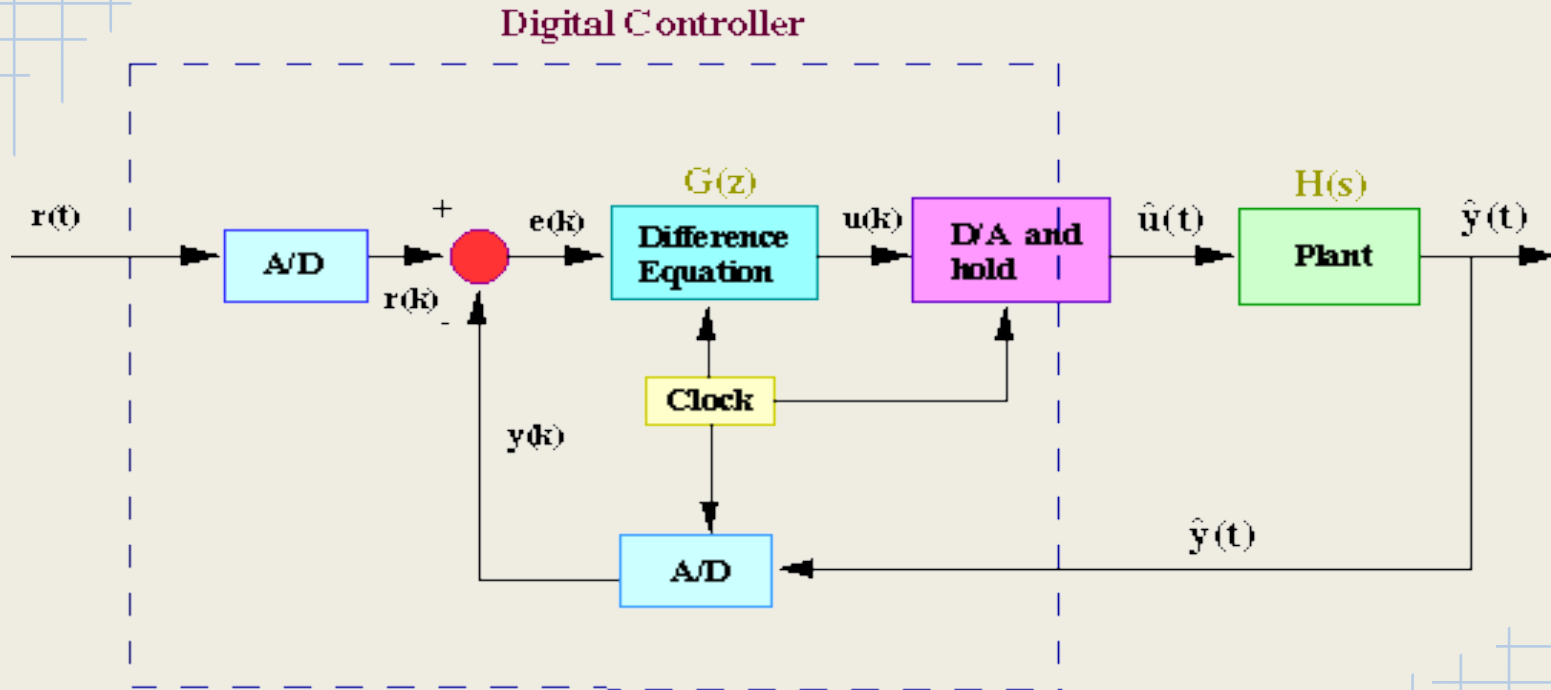 Digital Controller
G(z)
H(s)
r(t)
+
e(k)
u(k)
û(t)
ŷ(t)
A/D
Difference
Equation
D/A and
hold
Plant
r(k)
-
Clock
y(k)
ŷ(t)
A/D